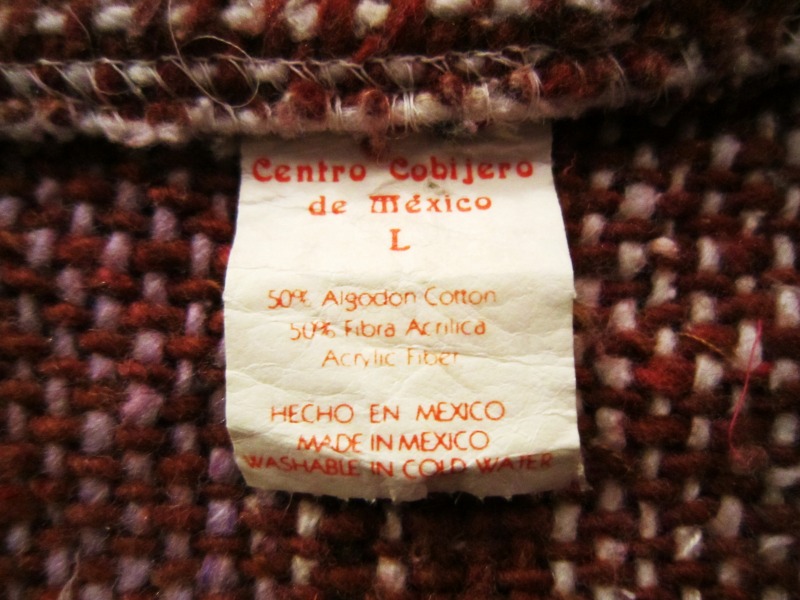 Centro Cobijero
de México
L
50% Algodon Cotton
50% Fibra Acrilica
Acrylic Fiber
HECHO EN MEXICO
MADE IN MEXICO
WASHABLE IN COLD WATER